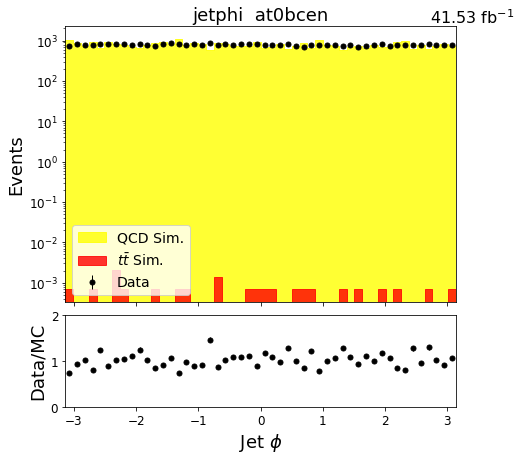 jetphi at0bcen
41.53 fb⁻¹
Events
10³
10²
10¹
10⁰
10⁻¹
10⁻²
10⁻³
QCD Sim.
tt̄ Sim.
Data
Data/MC
2
1
0
−3 −2 −1 0 1 2 3
Jet ϕ